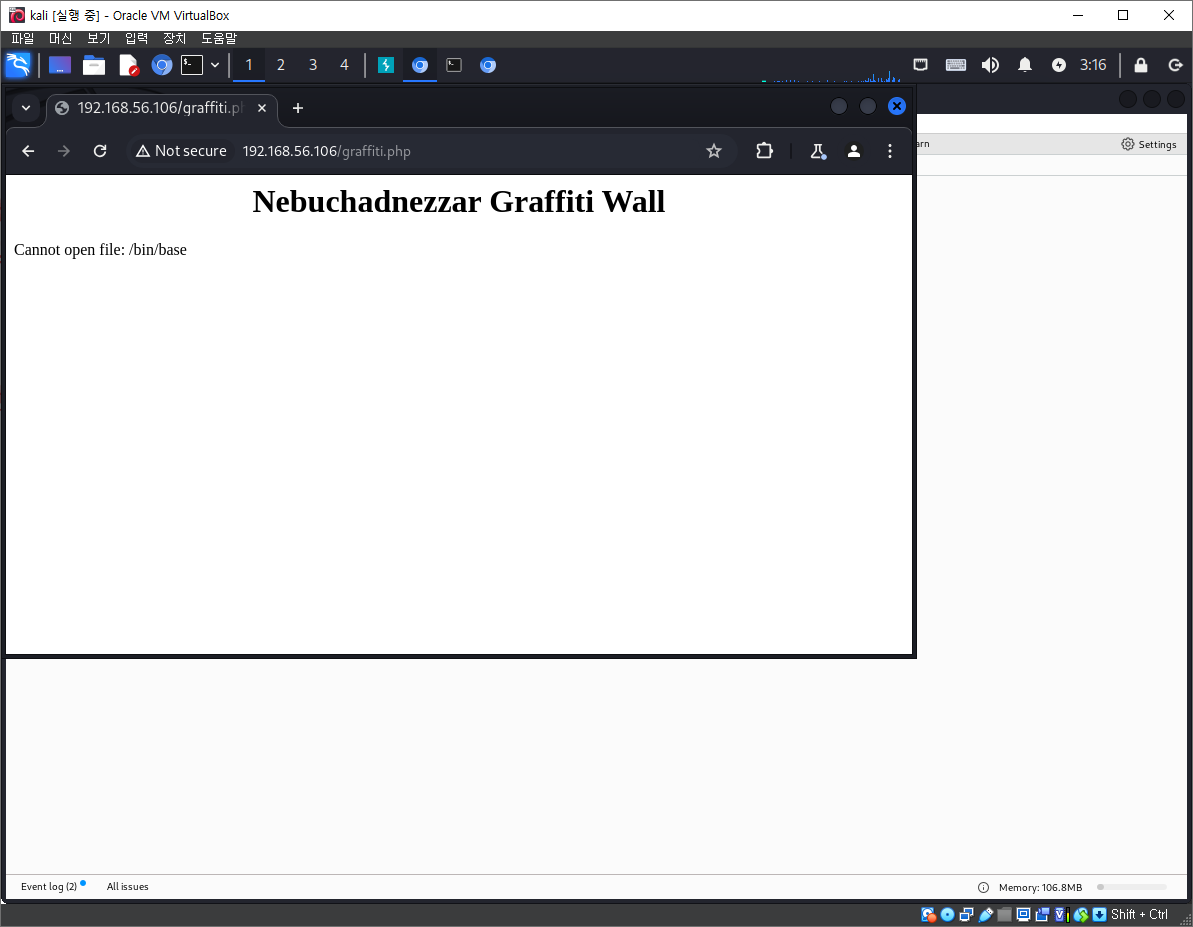 kali [실행 중] - Oracle VM VirtualBox
파일 머신 보기 입력 장치 도움말
1 2 3 4 3:16
192.168.56.106/graffiti.p
Not secure 192.168.56.106/graffiti.php
arn Settings
Nebuchadnezzar Graffiti Wall
Cannot open file: /bin/base
Event log (2) All issues Memory: 106.8MB
Shift + Ctrl